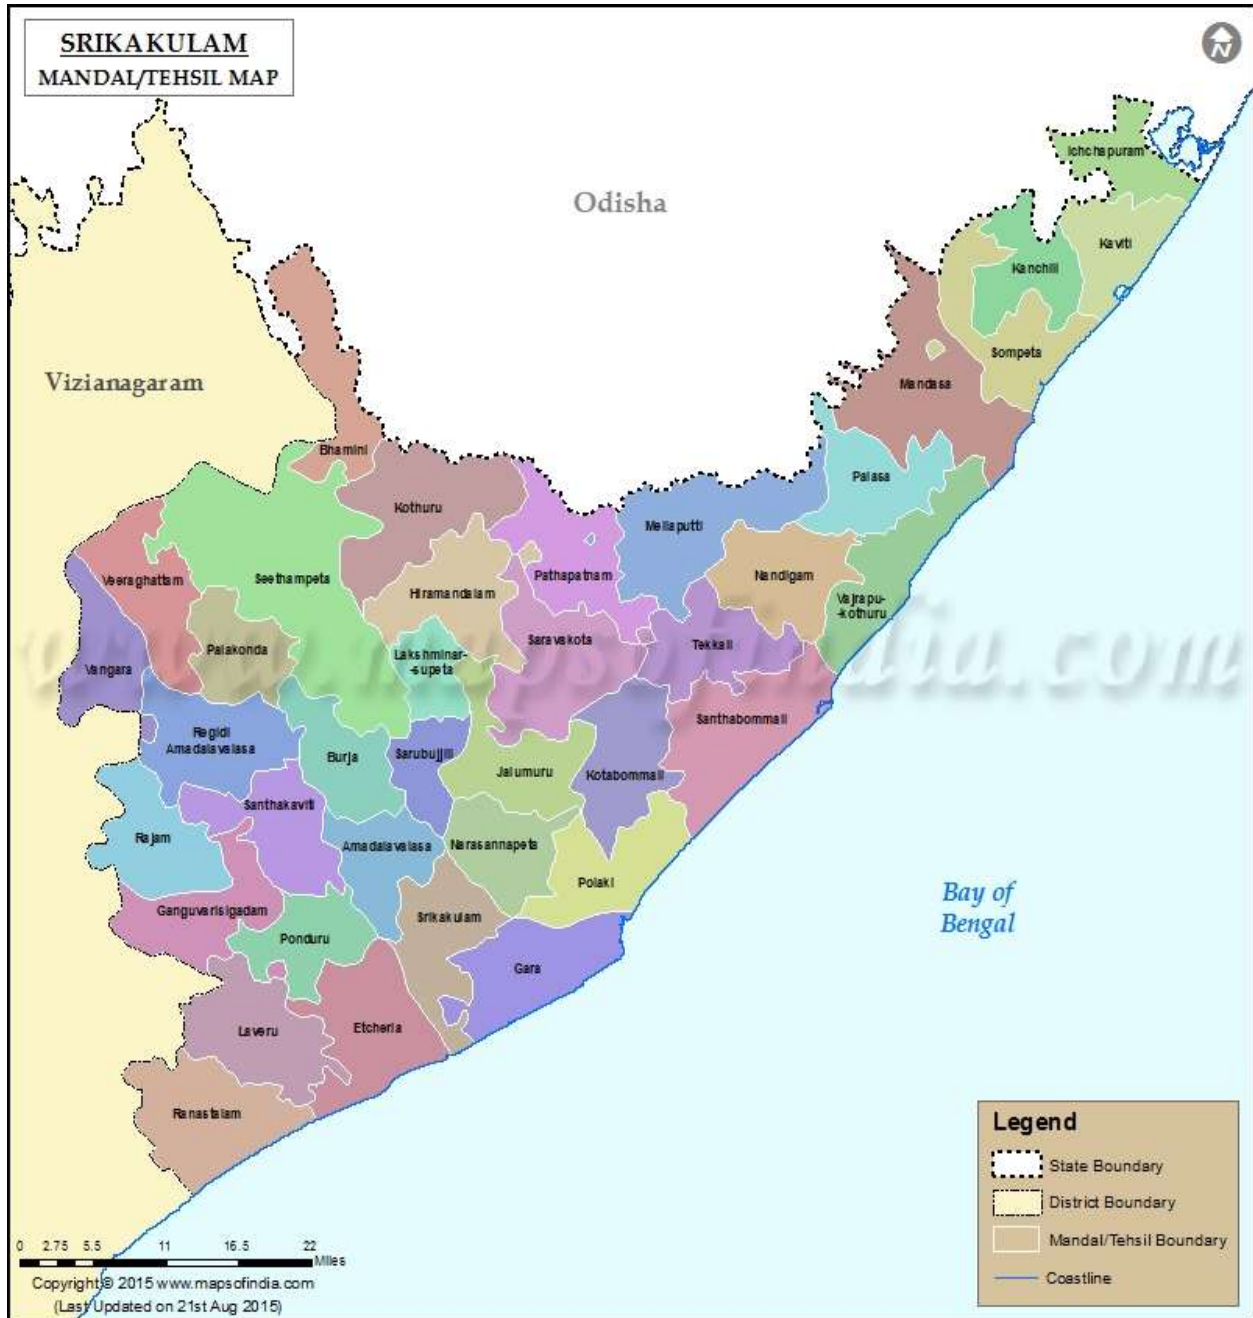 SRIKAKULAM
MANDAL/TEHSIL MAP
N
Ichchapuram
Odisha
Kaviti
Kanchili
Sompeta
Vizianagaram
Mandasa
Bhamini
Palasa
Kothuru
Mellaputti
Veeraghattam
Seethampeta
Pathapatnam
Nandigam
Hiramandalam
Vajrapu-
-kothuru
Saravakota
Tekkali
Palakonda
Lakshminar-
-supeta
Vangara
www.mapsofindia.com
Santhabommali
Regidi
Amadalavalasa
Burja
Sarubujjili
Jalumuru
Kotabommali
Santhakaviti
Rajam
Amadalavalasa
Narasannapeta
Polaki
Bay of
Bengal
Ganguvarisigadam
Srikakulam
Ponduru
Gara
Laveru
Etcherla
Ranastalam
Legend
State Boundary
District Boundary
Mandal/Tehsil Boundary
Coastline
0 2.75 5.5 11 16.5 22
Miles
Copyright © 2015 www.mapsofindia.com
(Last Updated on 21st Aug 2015)